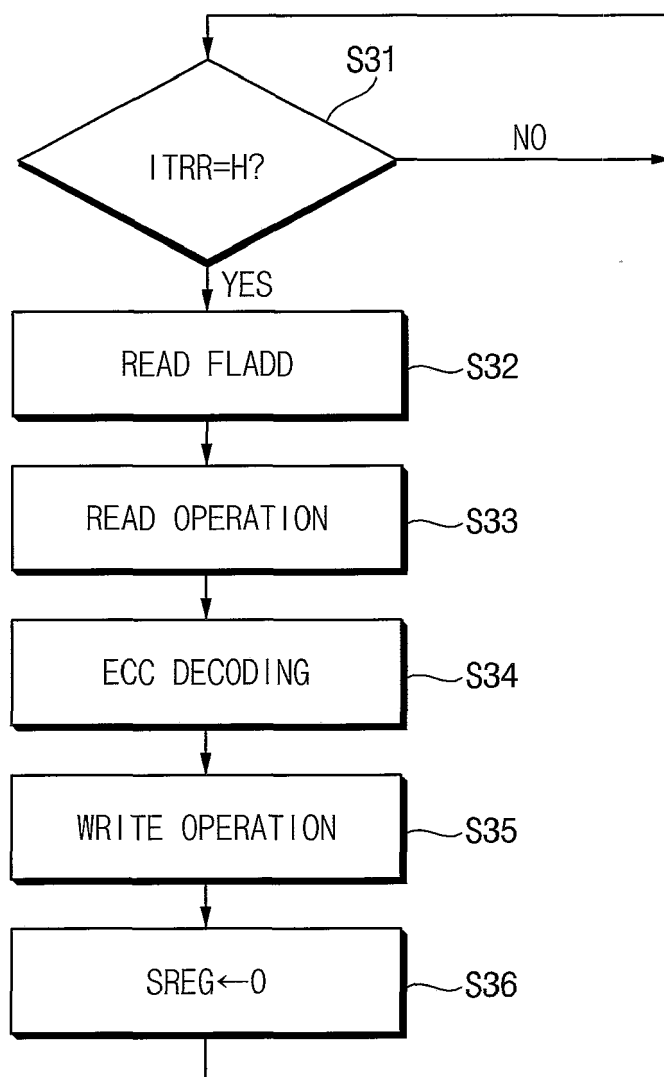 S31
ITRR=H?
NO
YES
READ FLADD
S32
READ OPERATION
S33
ECC DECODING
S34
WRITE OPERATION
S35
SREG←0
S36